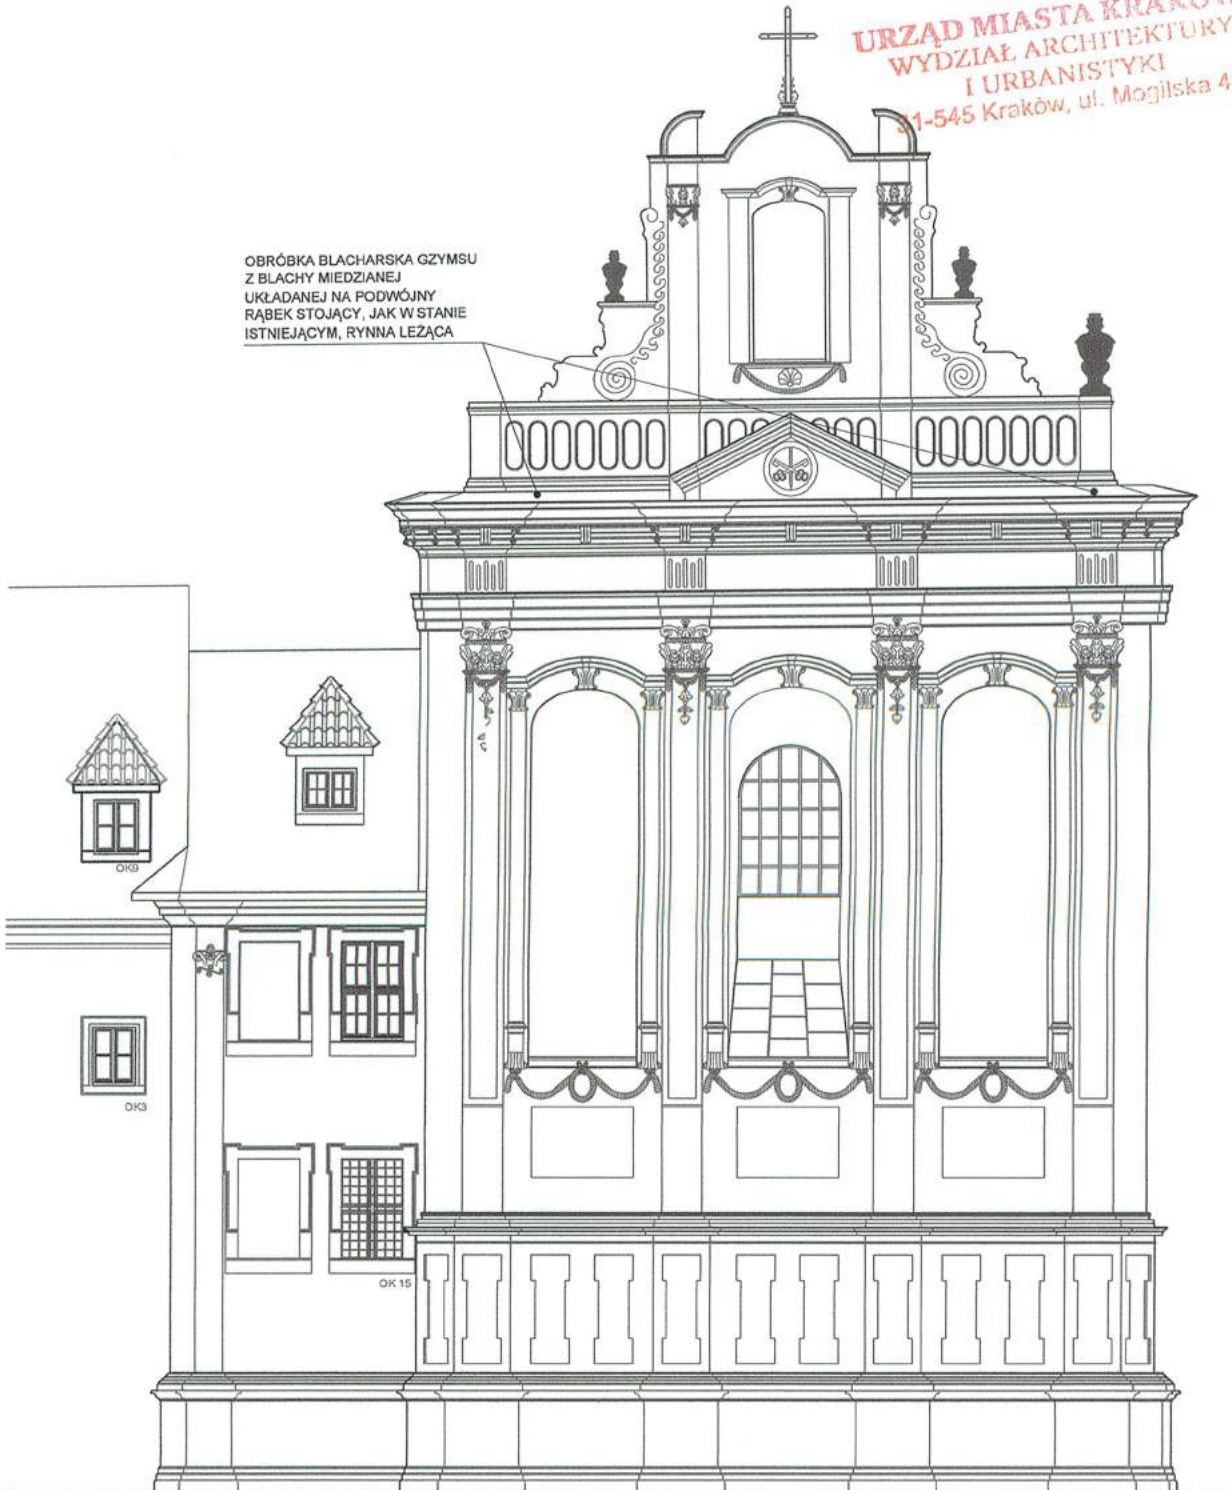 URZĄD MIASTA
WYDZIAŁ ARCHITEKTURY
I URBANISTYKI
31-545 Kraków, ul. Mogilska 4
OBRÓBKA BLACHARSKA GZYMSU
Z BLACHY MIEDZIANEJ
UKŁADANEJ NA PODWÓJNY
RĄBEK STOJĄCY, JAK W STANIE
ISTNIEJĄCYM, RYNNA LEŻĄCA
OK9
OK3
OK 15